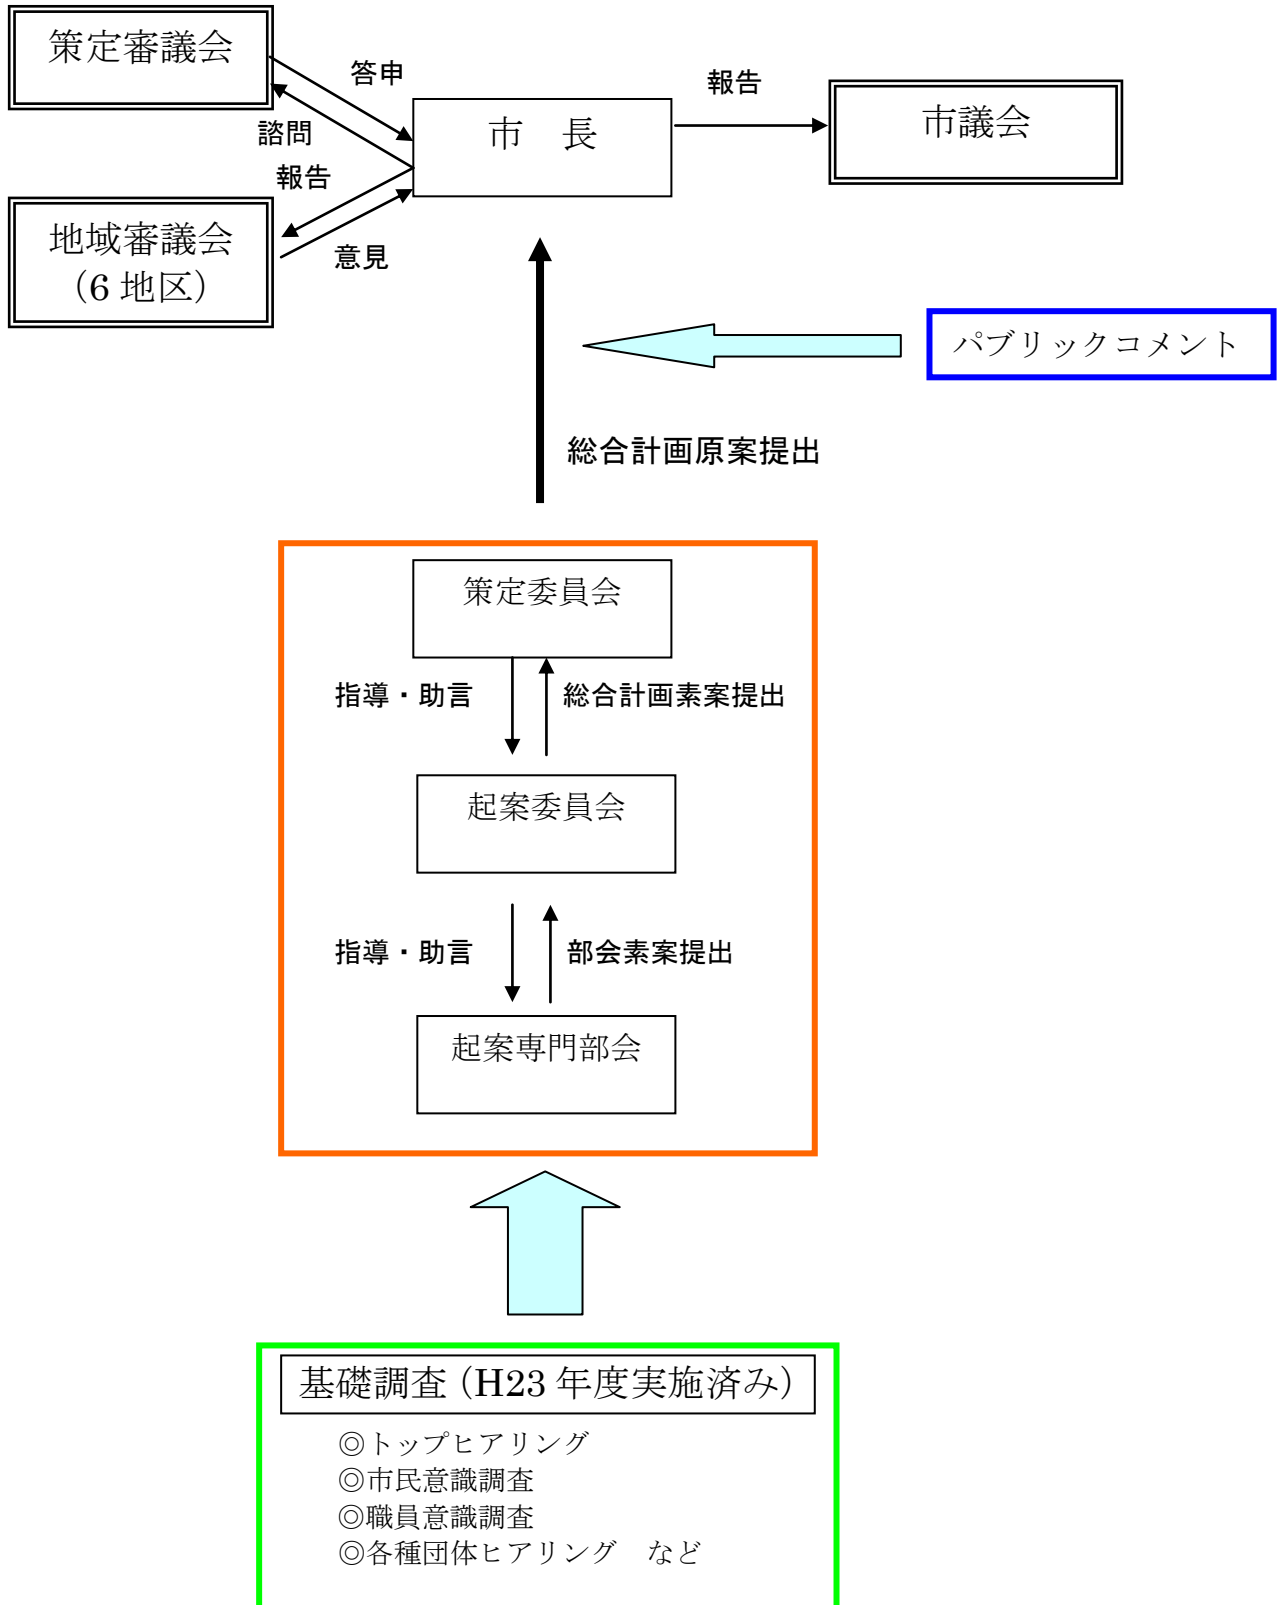 策定審議会
答申
諮問
市　長
報告
市議会
報告
地域審議会
（6 地区）
意見
パブリックコメント
総合計画原案提出
策定委員会
指導・助言
総合計画素案提出
起案委員会
指導・助言
部会素案提出
起案専門部会
基礎調査（H23 年度実施済み）
◎トップヒアリング
◎市民意識調査
◎職員意識調査
◎各種団体ヒアリング　など